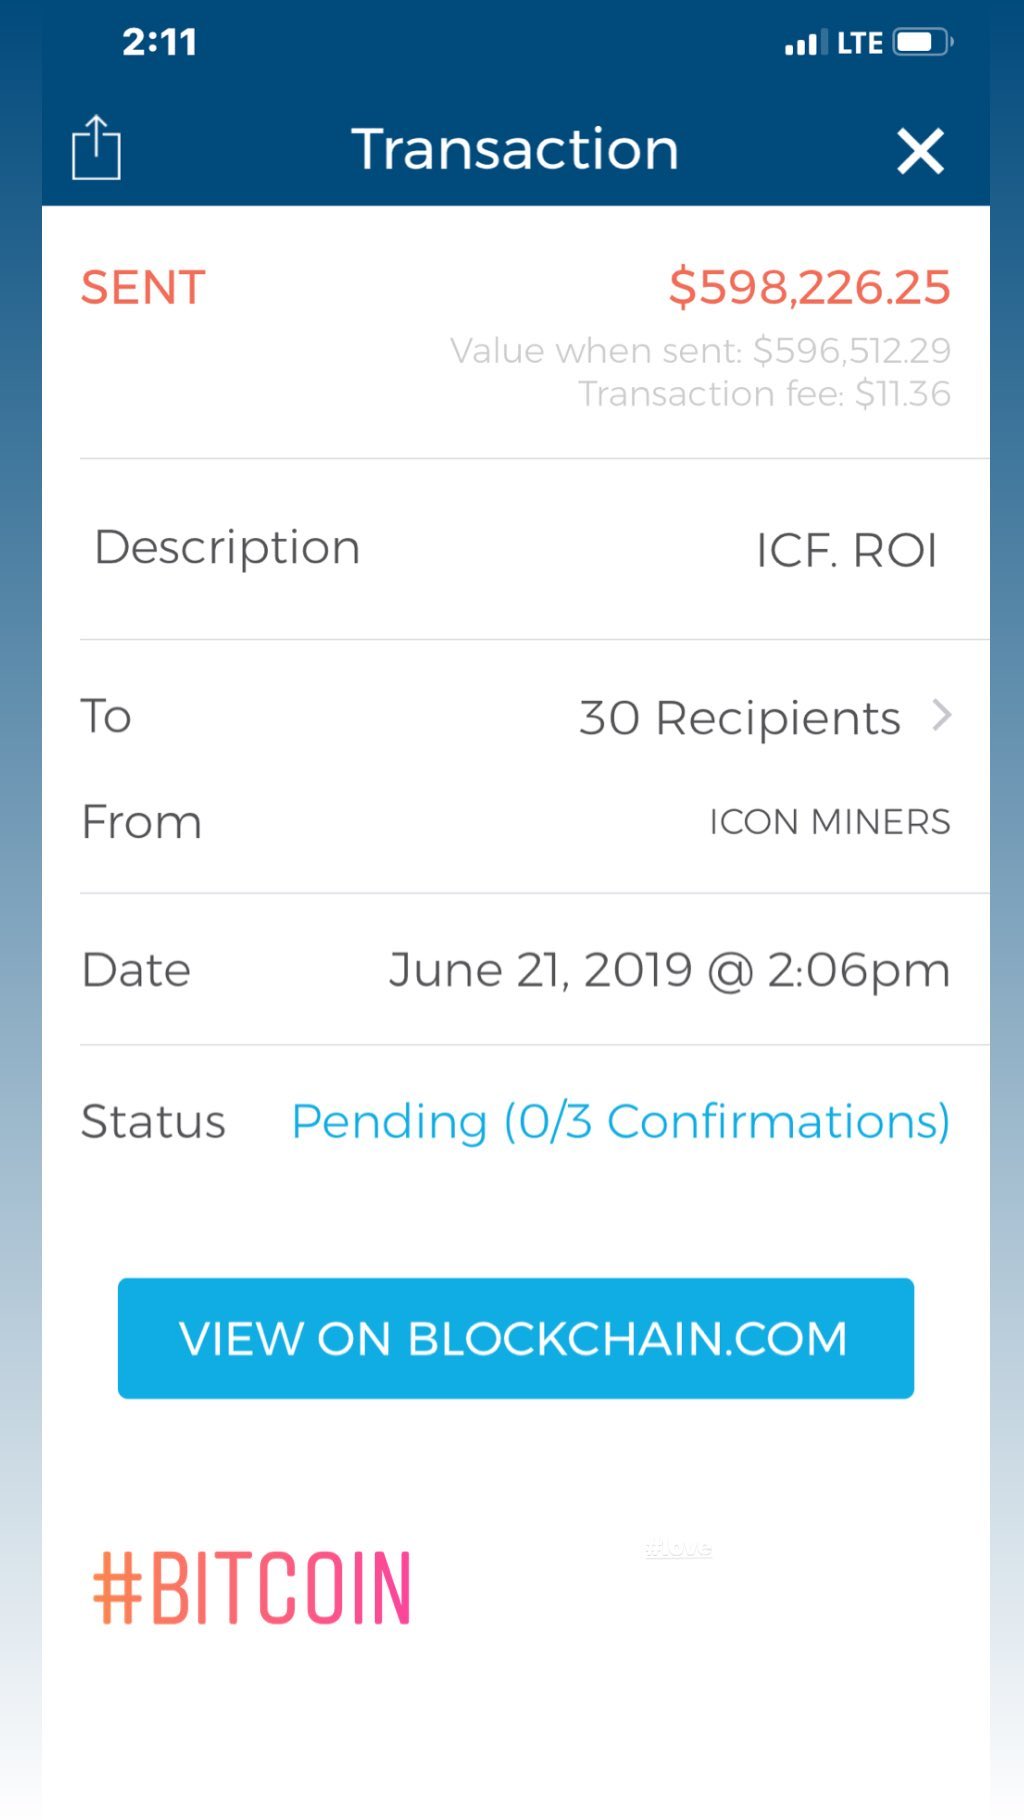 2:11
LTE
Transaction
SENT
$598,226.25
Value when sent: $596,512.29
Transaction fee: $11.36
Description
ICF. ROI
To
30 Recipients
From
ICON MINERS
Date
June 21, 2019 @ 2:06pm
Status
Pending (0/3 Confirmations)
VIEW ON BLOCKCHAIN.COM
#BITCOIN
#love